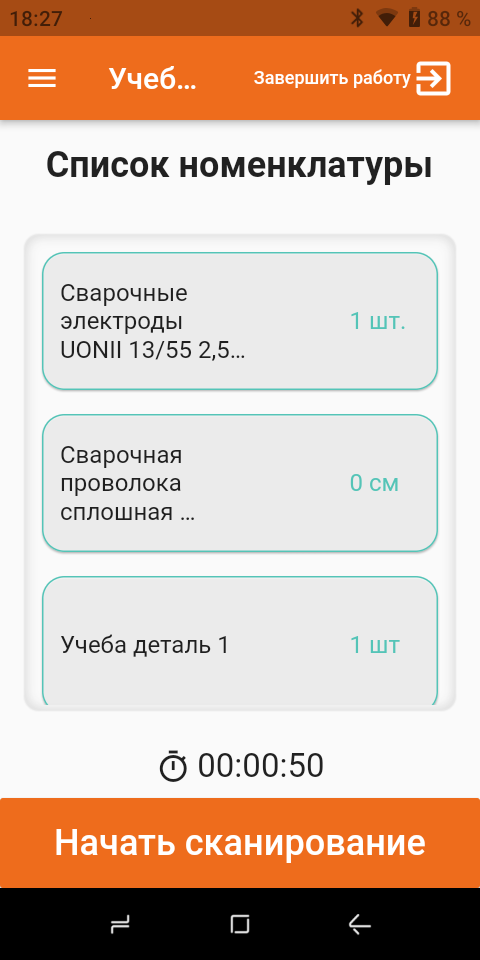 18:27
88 %
Учеб…
Завершить работу
Список номенклатуры
Сварочные
электроды
UONII 13/55 2,5…
1 шт.
Сварочная
проволока
сплошная …
0 см
Учеба деталь 1
1 шт
00:00:50
Начать сканирование